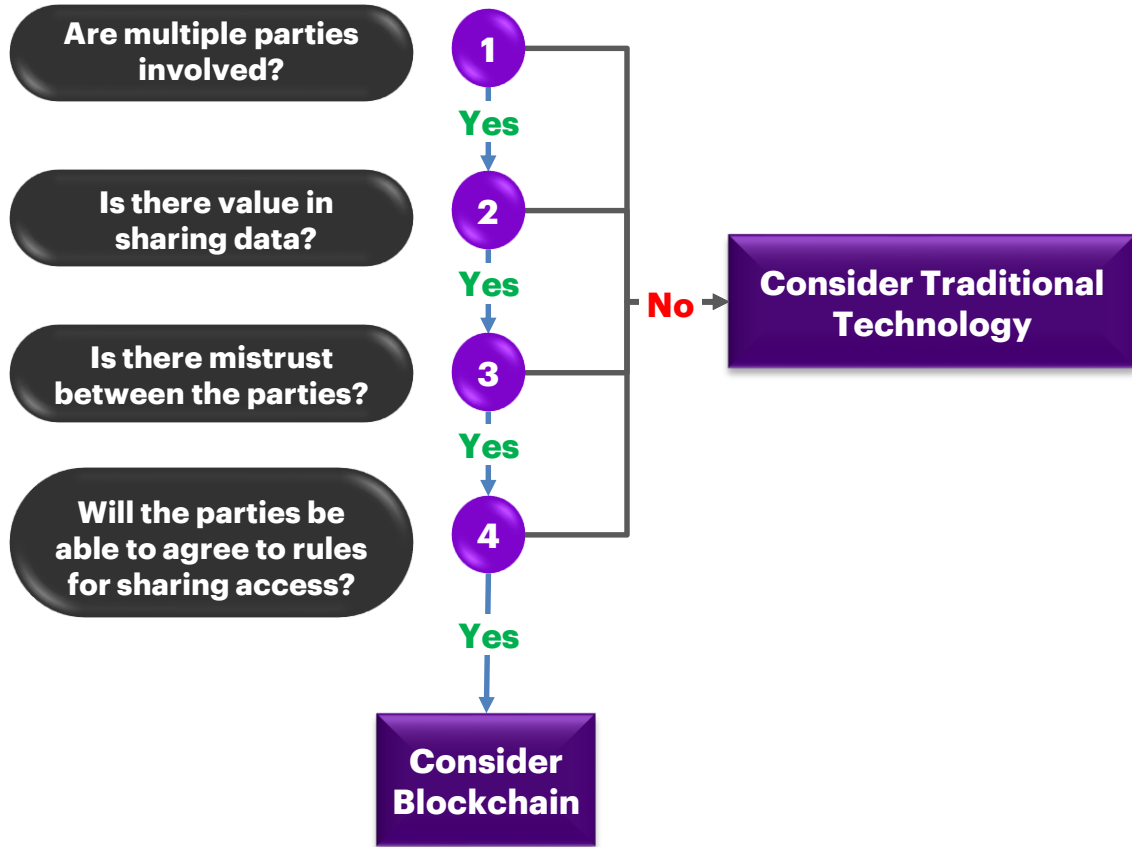 Are multiple parties
involved?
1
Yes
Is there value in
sharing data?
2
Yes
Is there mistrust
between the parties?
3
Yes
Will the parties be
able to agree to rules
for sharing access?
4
Yes
No
Consider Traditional
Technology
Consider
Blockchain